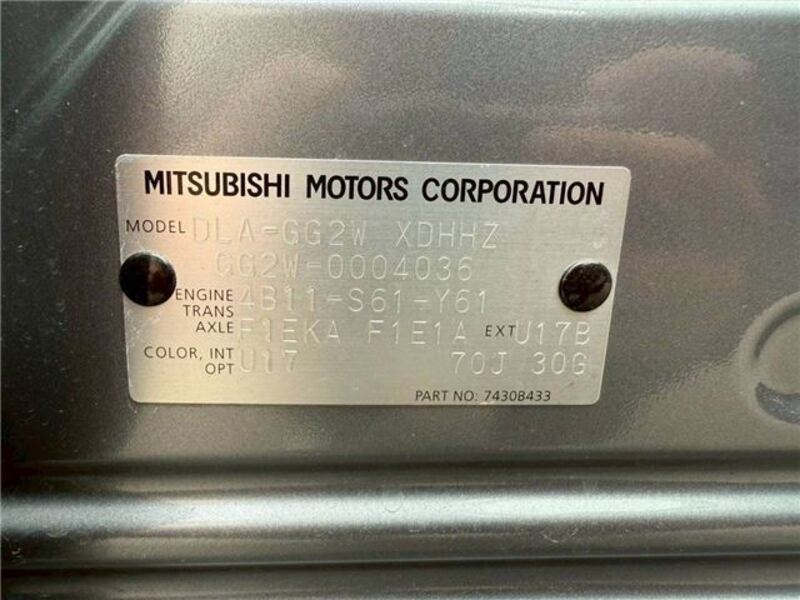 MITSUBISHI MOTORS CORPORATION
MODEL DLA-GG2W XDHHZ
GG2W-0004036
ENGINE 4B11-S61-Y61
TRANS
AXLE F1EKA F1E1A EXT U17B
COLOR, INT U17 70J 30G
OPT
PART NO: 7430B433